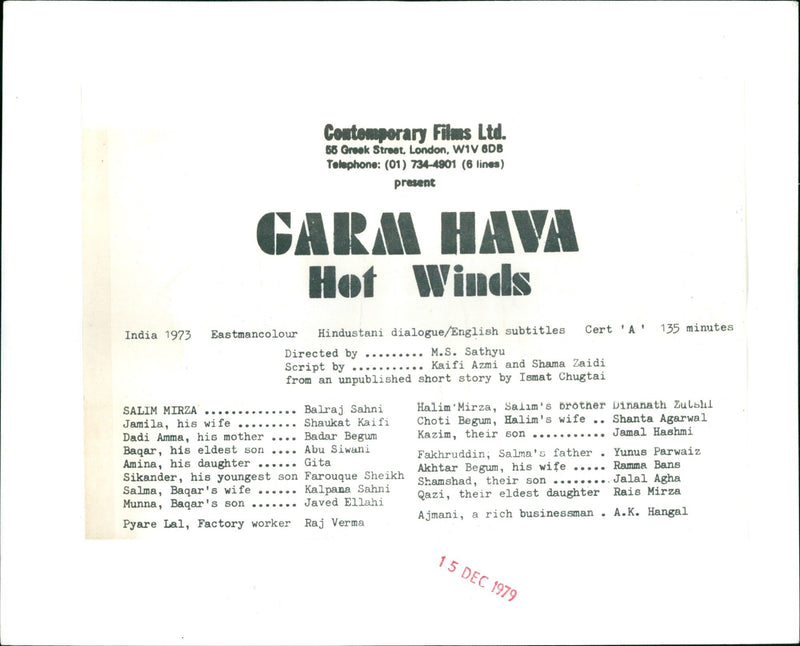 Contemporary Films Ltd.
55 Greek Street, London, W1V 6DB
Telephone: (01) 734-4901 (6 lines)
present
GARM HAVA
Hot Winds
India 1973 Eastmancolour Hindustani dialogue/English subtitles Cert 'A' 135 minutes
Directed by ......... M.S. Sathyu
Script by ........... Kaifi Azmi and Shama Zaidi
from an unpublished short story by Ismat Chugtai
SALIM MIRZA .............. Balraj Sahni
Jamila, his wife ......... Shaukat Kaifi
Dadi Amma, his mother .... Badar Begum
Baqar, his eldest son .... Abu Siwani
Amina, his daughter ...... Gita
Sikander, his youngest son Farouque Sheikh
Salma, Baqar's wife ...... Kalpana Sahni
Munna, Baqar's son ....... Javed Ellahi
Pyare Lal, Factory worker Raj Verma
Halim Mirza, Salim's brother Dinanath Zutshi
Choti Begum, Halim's wife .. Shanta Agarwal
Kazim, their son ........... Jamal Hashmi
Fakhruddin, Salma's father . Yunus Parwaiz
Akhtar Begum, his wife ..... Ramma Bans
Shamshad, their son ........ Jalal Agha
Qazi, their eldest daughter Rais Mirza
Ajmani, a rich businessman . A.K. Hangal
15 DEC 1979